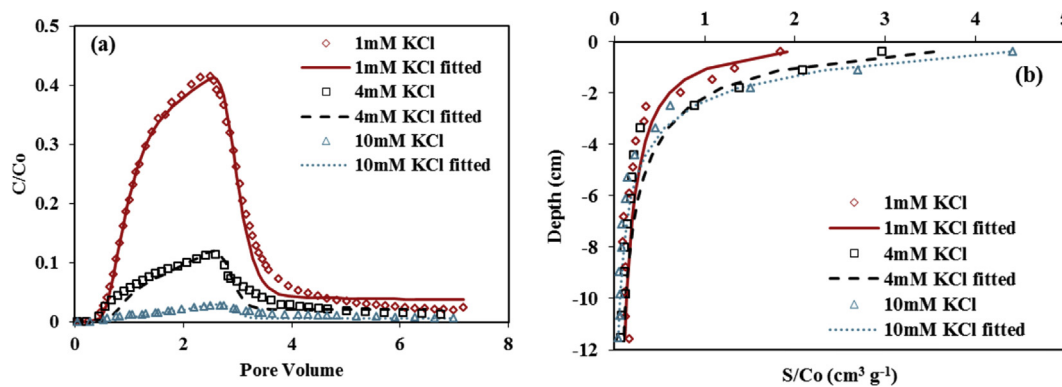 (a)
0.5
0.4
0.3
0.2
0.1
0
C/Co
0 2 4 6 8
Pore Volume
1mM KCl
1mM KCl fitted
4mM KCl
4mM KCl fitted
10mM KCl
10mM KCl fitted
0 1 2 3 4 5
(b)
0
-2
-4
-6
-8
-10
-12
Depth (cm)
1mM KCl
1mM KCl fitted
4mM KCl
4mM KCl fitted
10mM KCl
10mM KCl fitted
S/Co (cm³ g⁻¹)